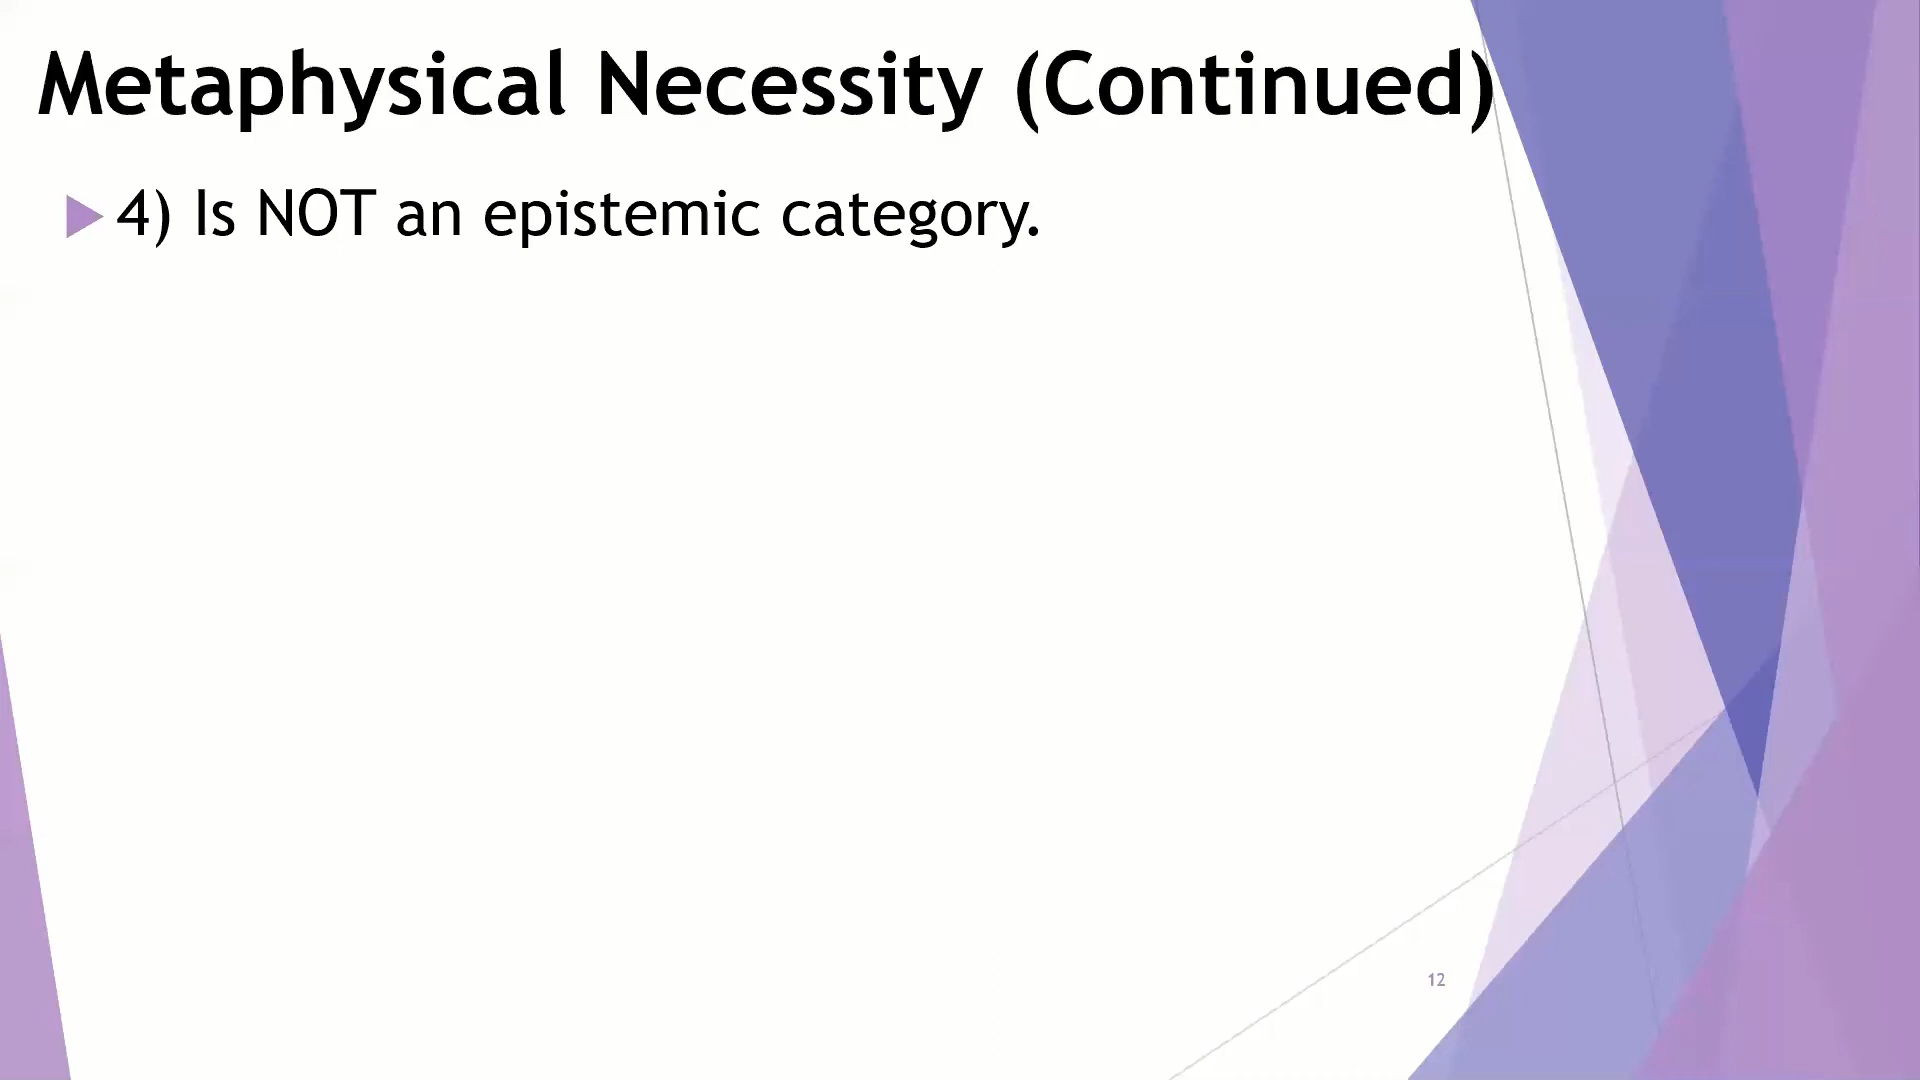 Metaphysical Necessity (Continued)
4) Is NOT an epistemic category.
12